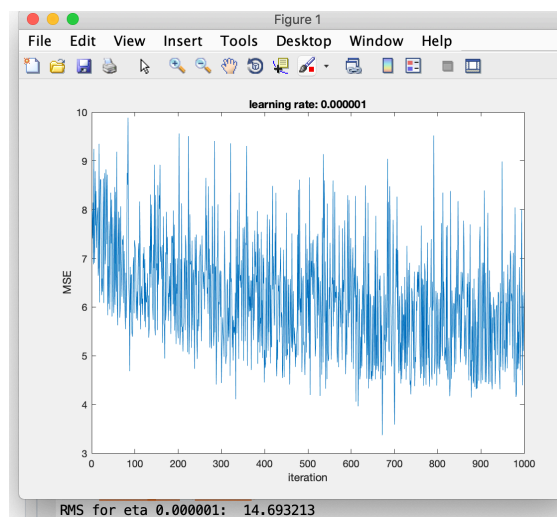 Figure 1
File Edit View Insert Tools Desktop Window Help
learning rate: 0.000001
10
9
8
7
6
5
4
3
MSE
0 100 200 300 400 500 600 700 800 900 1000
iteration
RMS for eta 0.000001: 14.693213